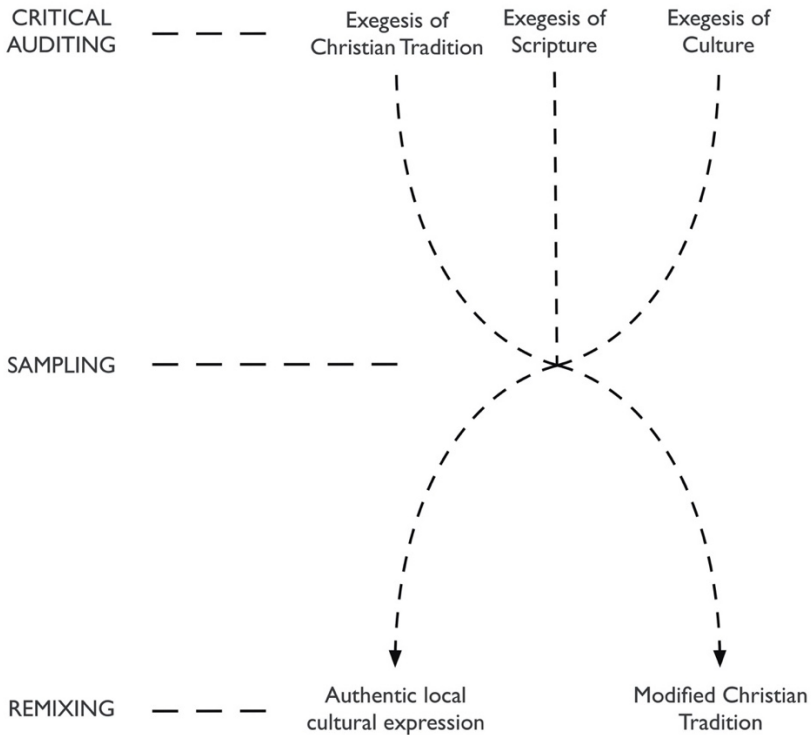 CRITICAL
AUDITING
Exegesis of
Christian Tradition
Exegesis of
Scripture
Exegesis of
Culture
SAMPLING
REMIXING
Authentic local
cultural expression
Modified Christian
Tradition